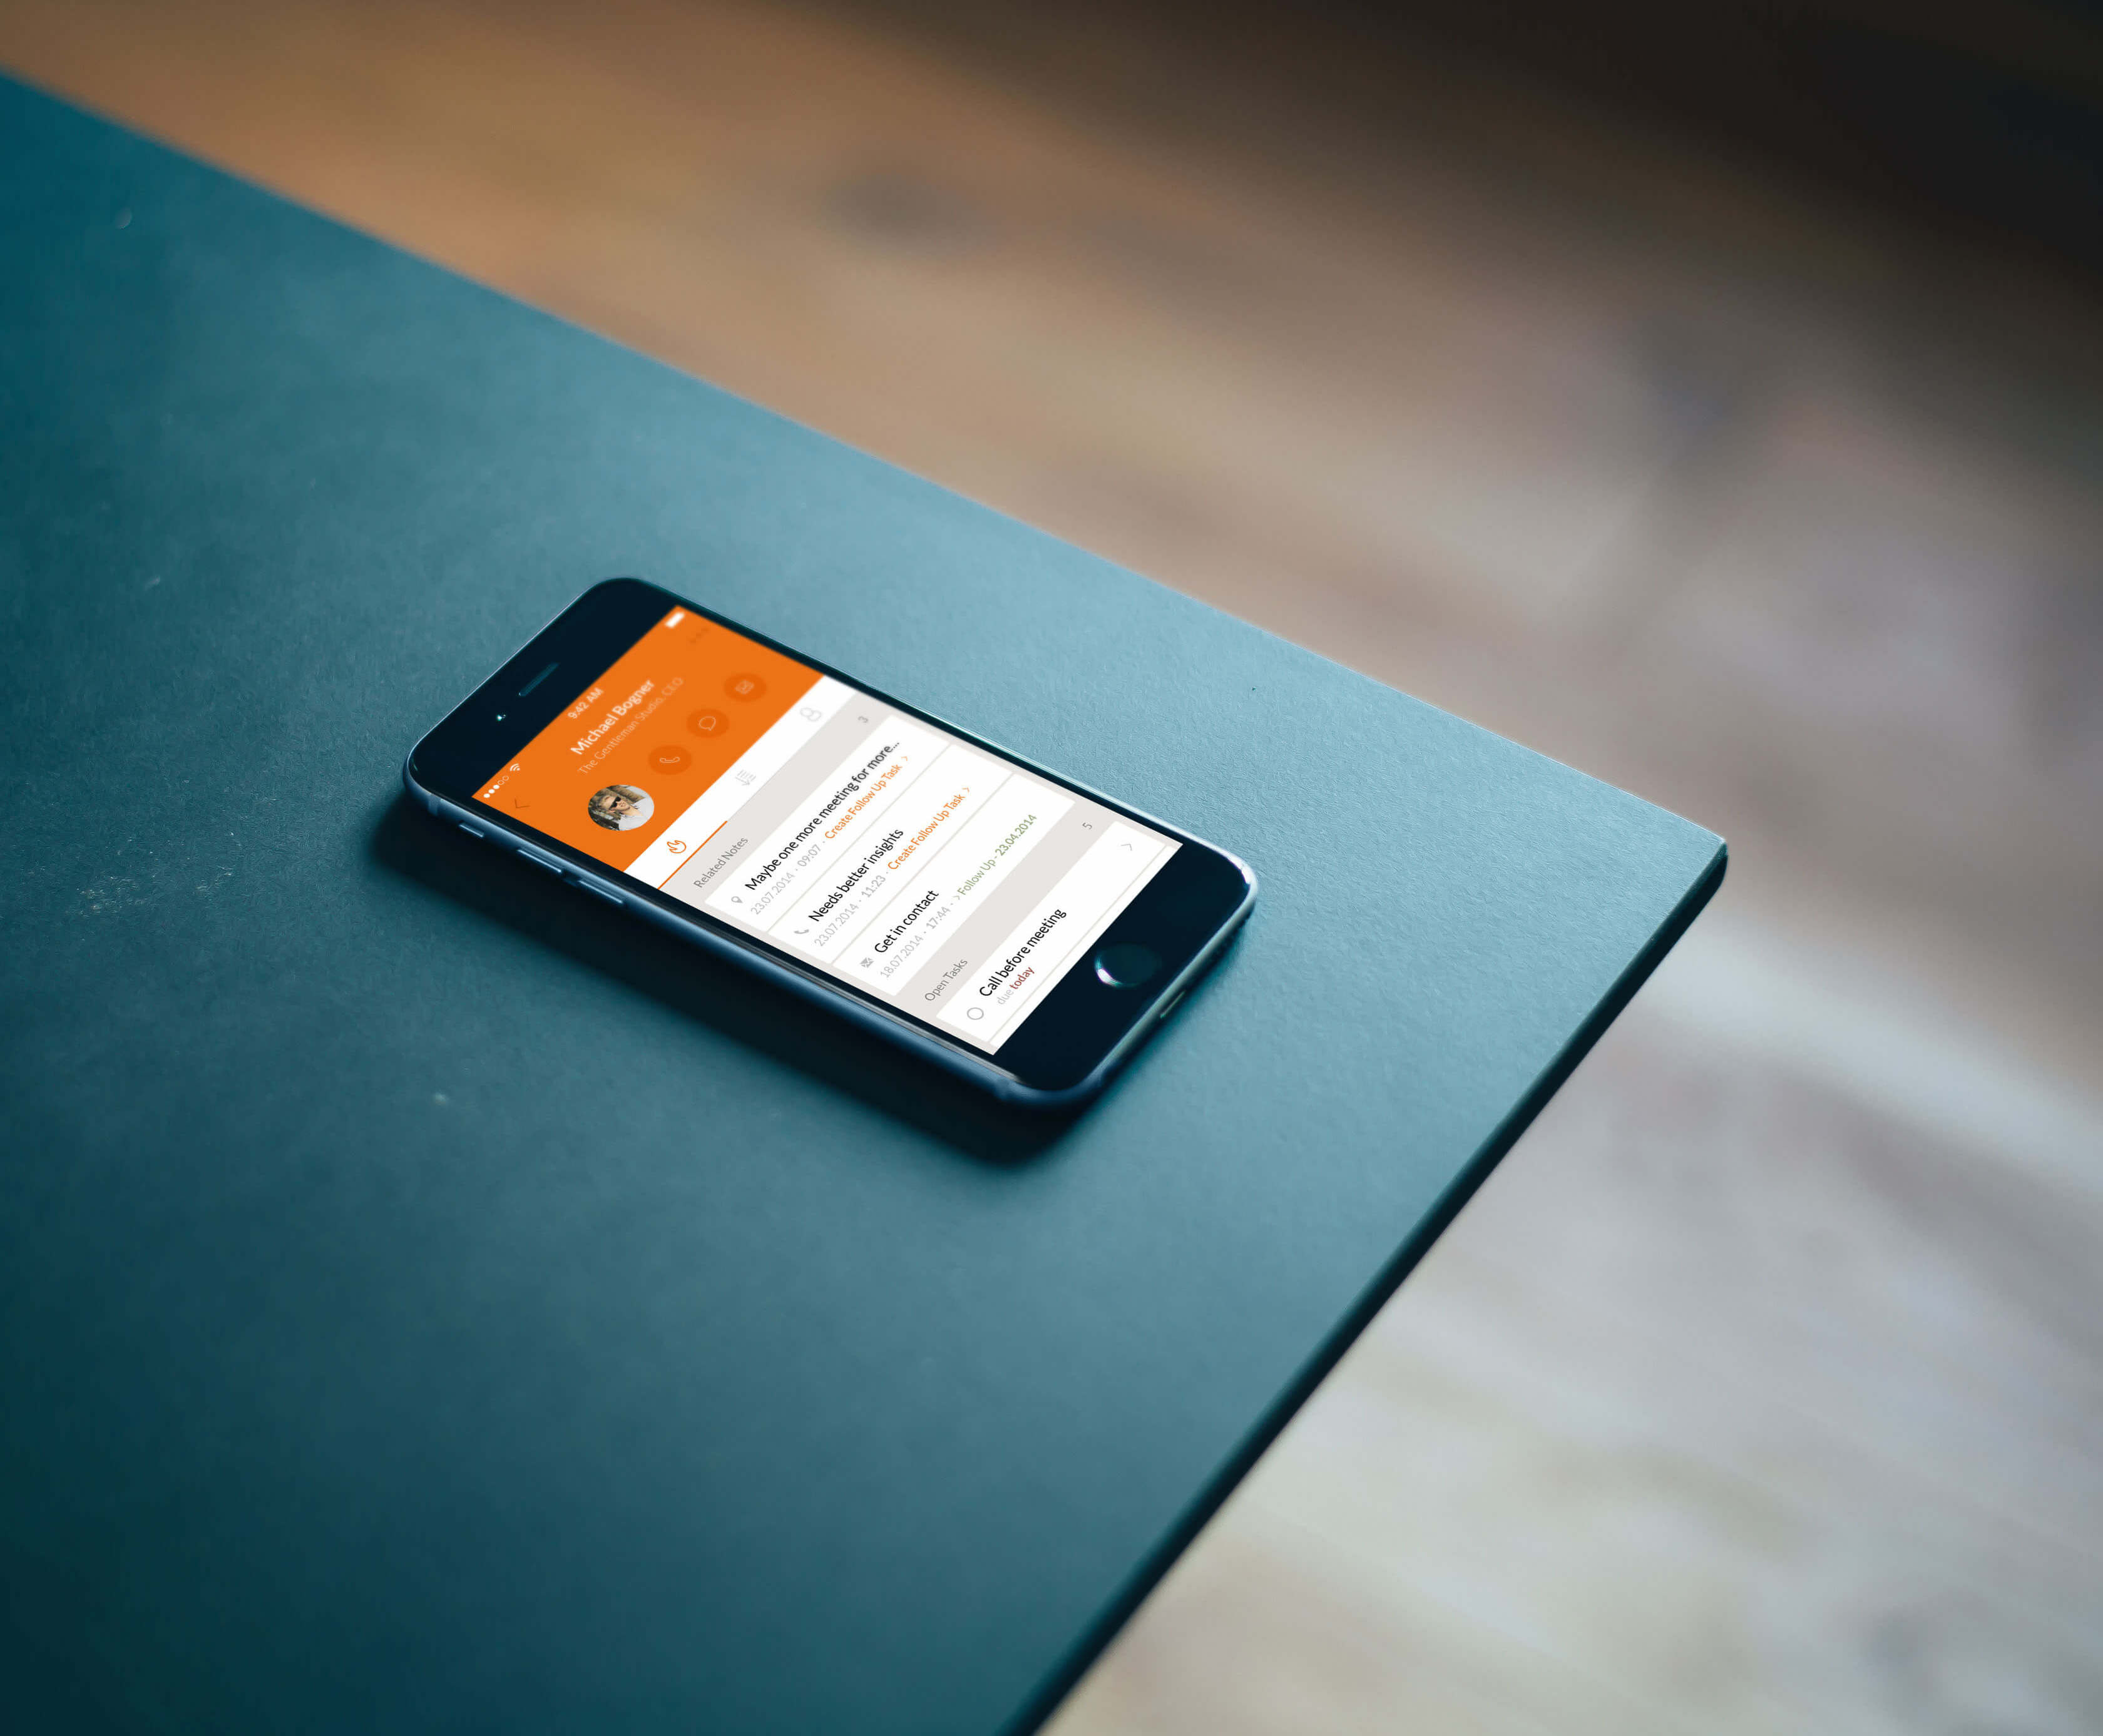 9:42 AM
Michael Bogner
The Gentleman Studio, CEO
Related Notes 3
Maybe one more meeting for more...
23.07.2014 · 09:07 · Create Follow Up Task >
Needs better insights
23.07.2014 · 11:23 · Create Follow Up Task >
Get in contact
18.07.2014 · 17:44 · > Follow Up - 23.04.2014
Open Tasks 5
Call before meeting
due today